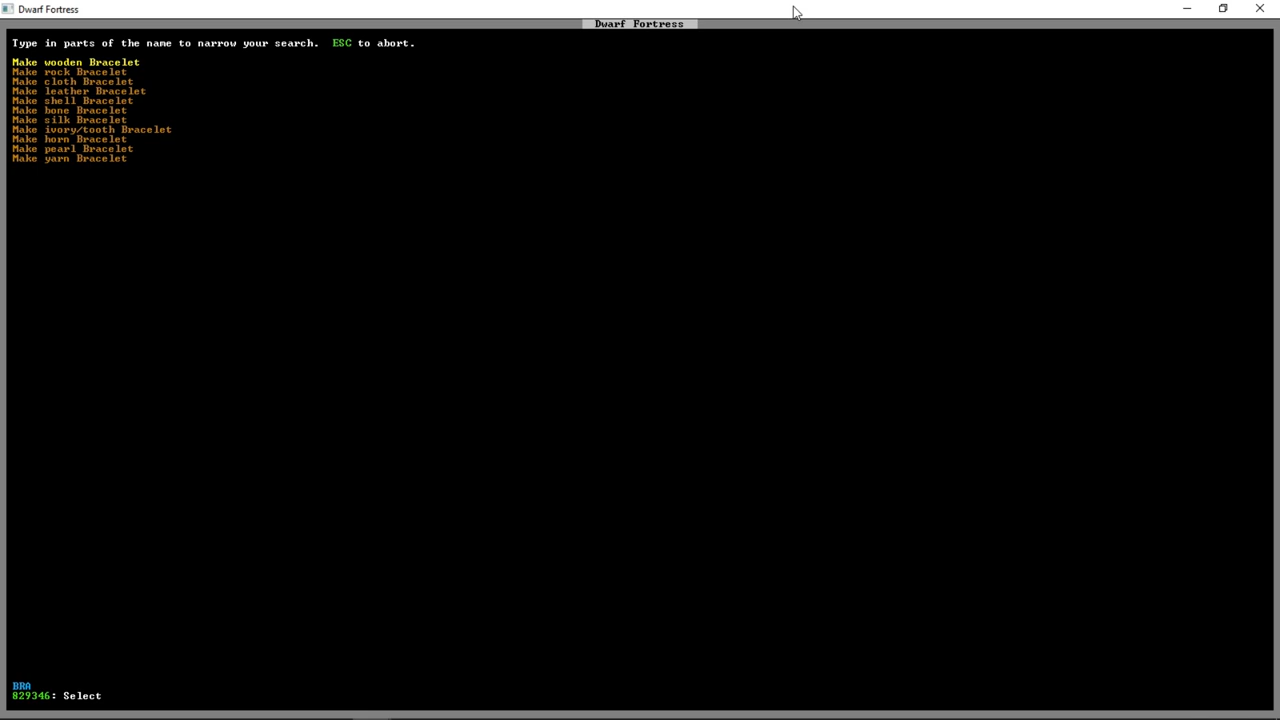 Dwarf Fortress
Dwarf Fortress
Type in parts of the name to narrow your search.  ESC to abort.
Make wooden Bracelet
Make rock Bracelet
Make cloth Bracelet
Make leather Bracelet
Make shell Bracelet
Make bone Bracelet
Make silk Bracelet
Make ivory/tooth Bracelet
Make horn Bracelet
Make pearl Bracelet
Make yarn Bracelet
BRA
829346: Select